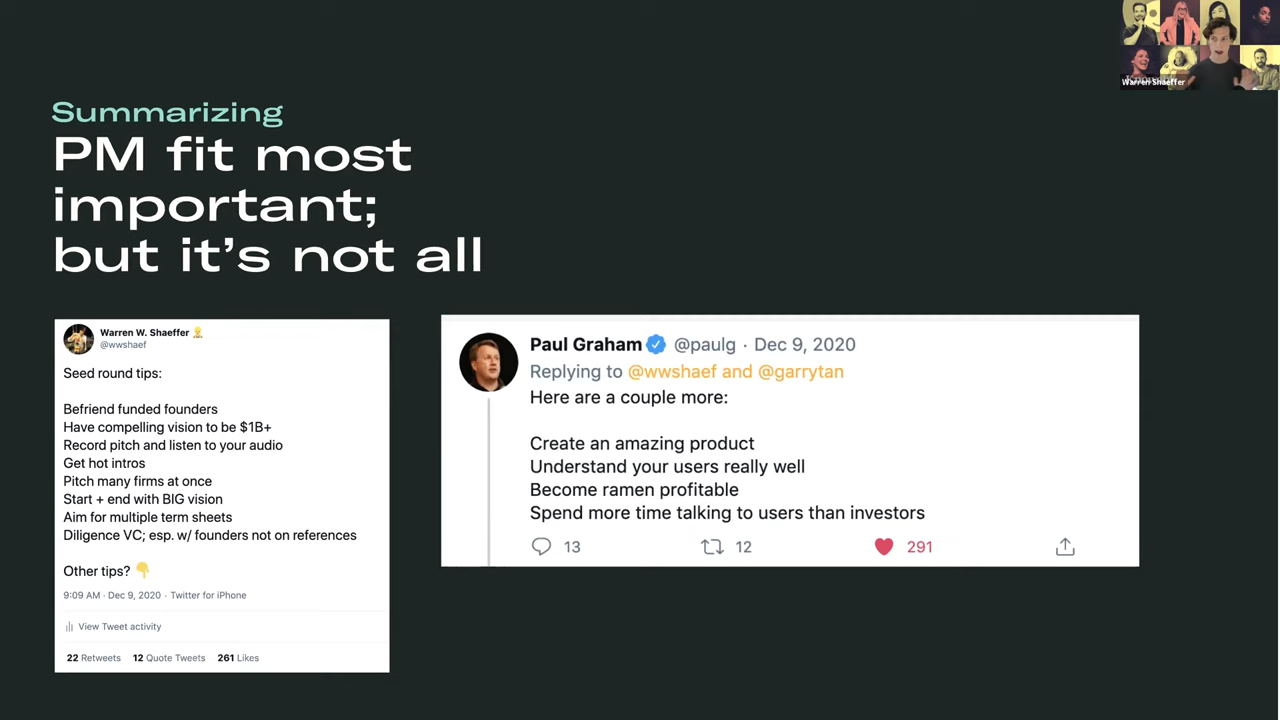 Warren Shaeffer
Summarizing
PM fit most
important;
but it's not all
Warren W. Shaeffer
@wwshaef
Seed round tips:
Befriend funded founders
Have compelling vision to be $1B+
Record pitch and listen to your audio
Get hot intros
Pitch many firms at once
Start + end with BIG vision
Aim for multiple term sheets
Diligence VC; esp. w/ founders not on references
Other tips? 👇
9:09 AM · Dec 9, 2020 · Twitter for iPhone
View Tweet activity
22 Retweets 12 Quote Tweets 261 Likes
Paul Graham @paulg · Dec 9, 2020
Replying to @wwshaef and @garrytan
Here are a couple more:
Create an amazing product
Understand your users really well
Become ramen profitable
Spend more time talking to users than investors
13 12 291